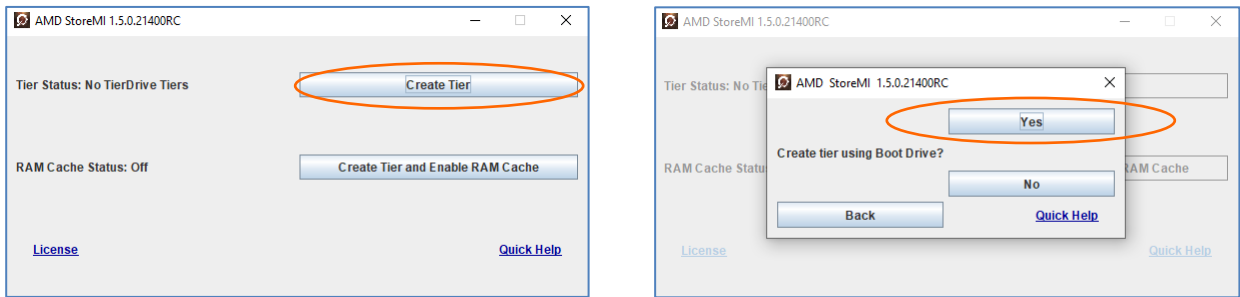 AMD StoreMI 1.5.0.21400RC
Tier Status: No TierDrive Tiers
Create Tier
RAM Cache Status: Off
Create Tier and Enable RAM Cache
License
Quick Help
AMD StoreMI 1.5.0.21400RC
Tier Status: No Tie
AMD StoreMI 1.5.0.21400RC
Yes
Create tier using Boot Drive?
RAM Cache Statu
RAM Cache
No
Back
Quick Help
License
Quick Help